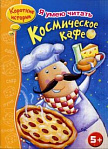 Короткие истории
Я умею читать
Космическое
кафе
5+